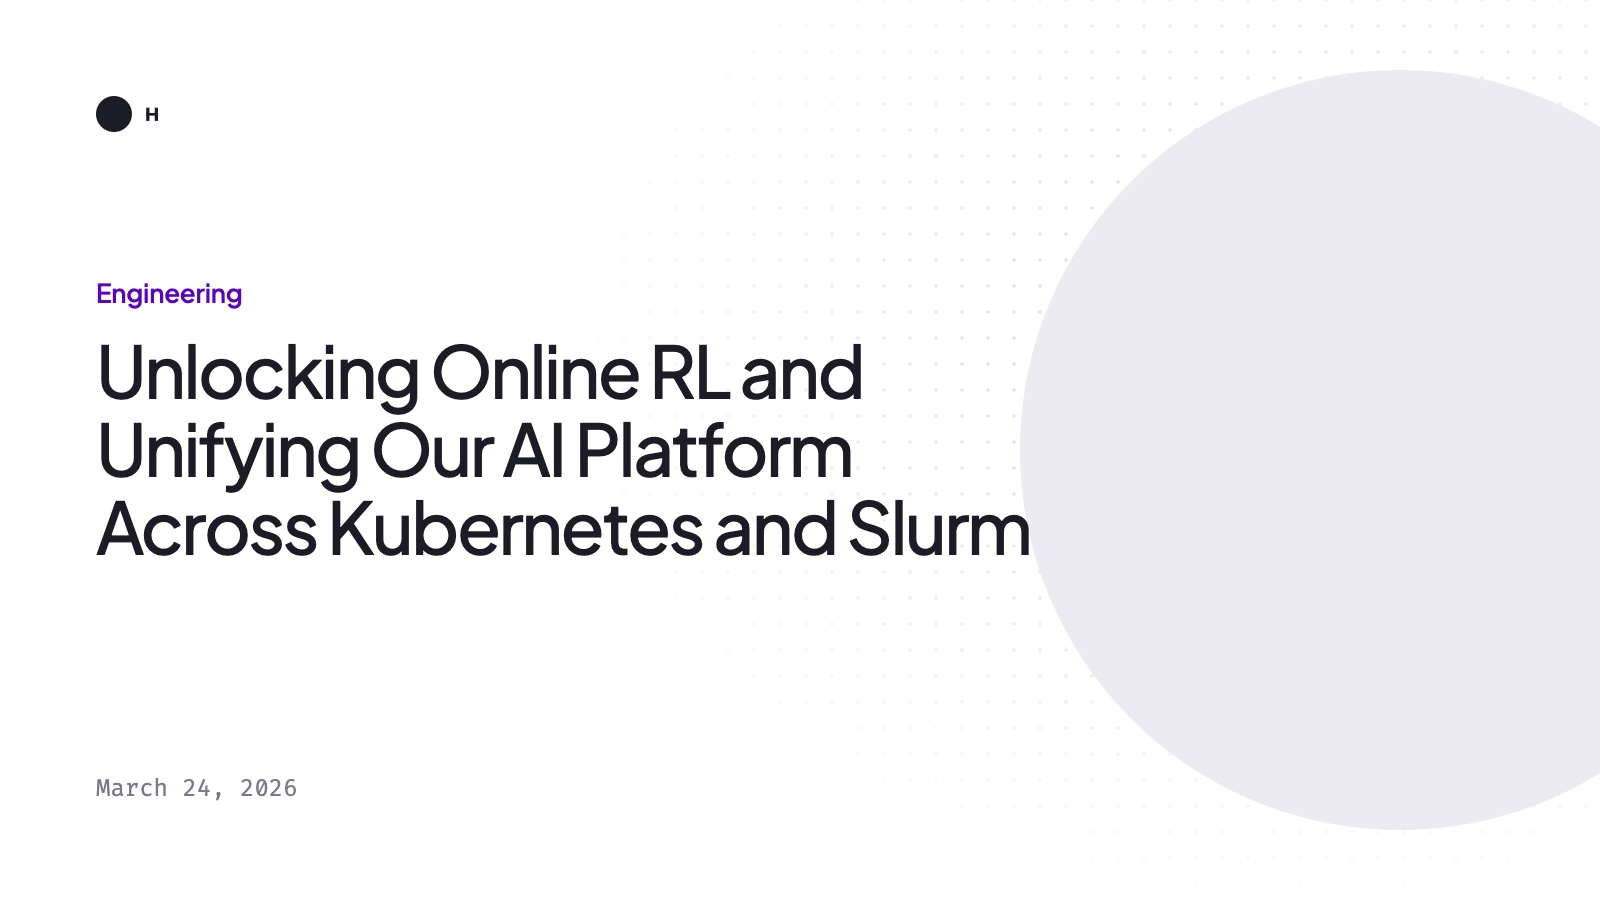 H
Engineering
Unlocking Online RL and
Unifying Our AI Platform
Across Kubernetes and Slurm
March 24, 2026